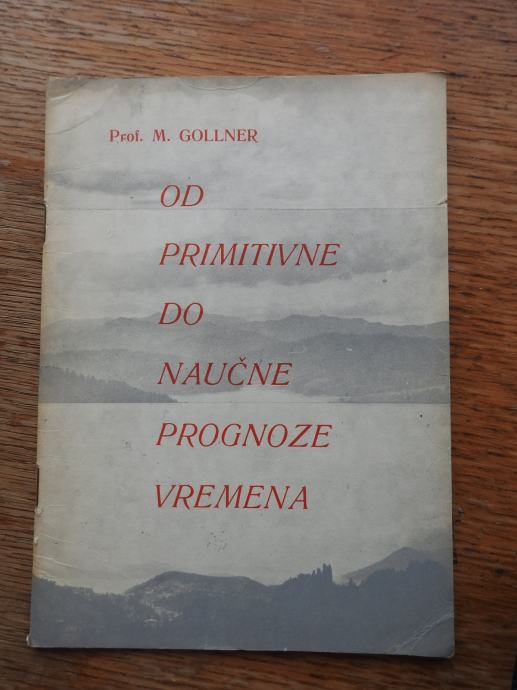 Prof. M. GOLLNER
OD
PRIMITIVNE
DO
NAUČNE
PROGNOZE
VREMENA